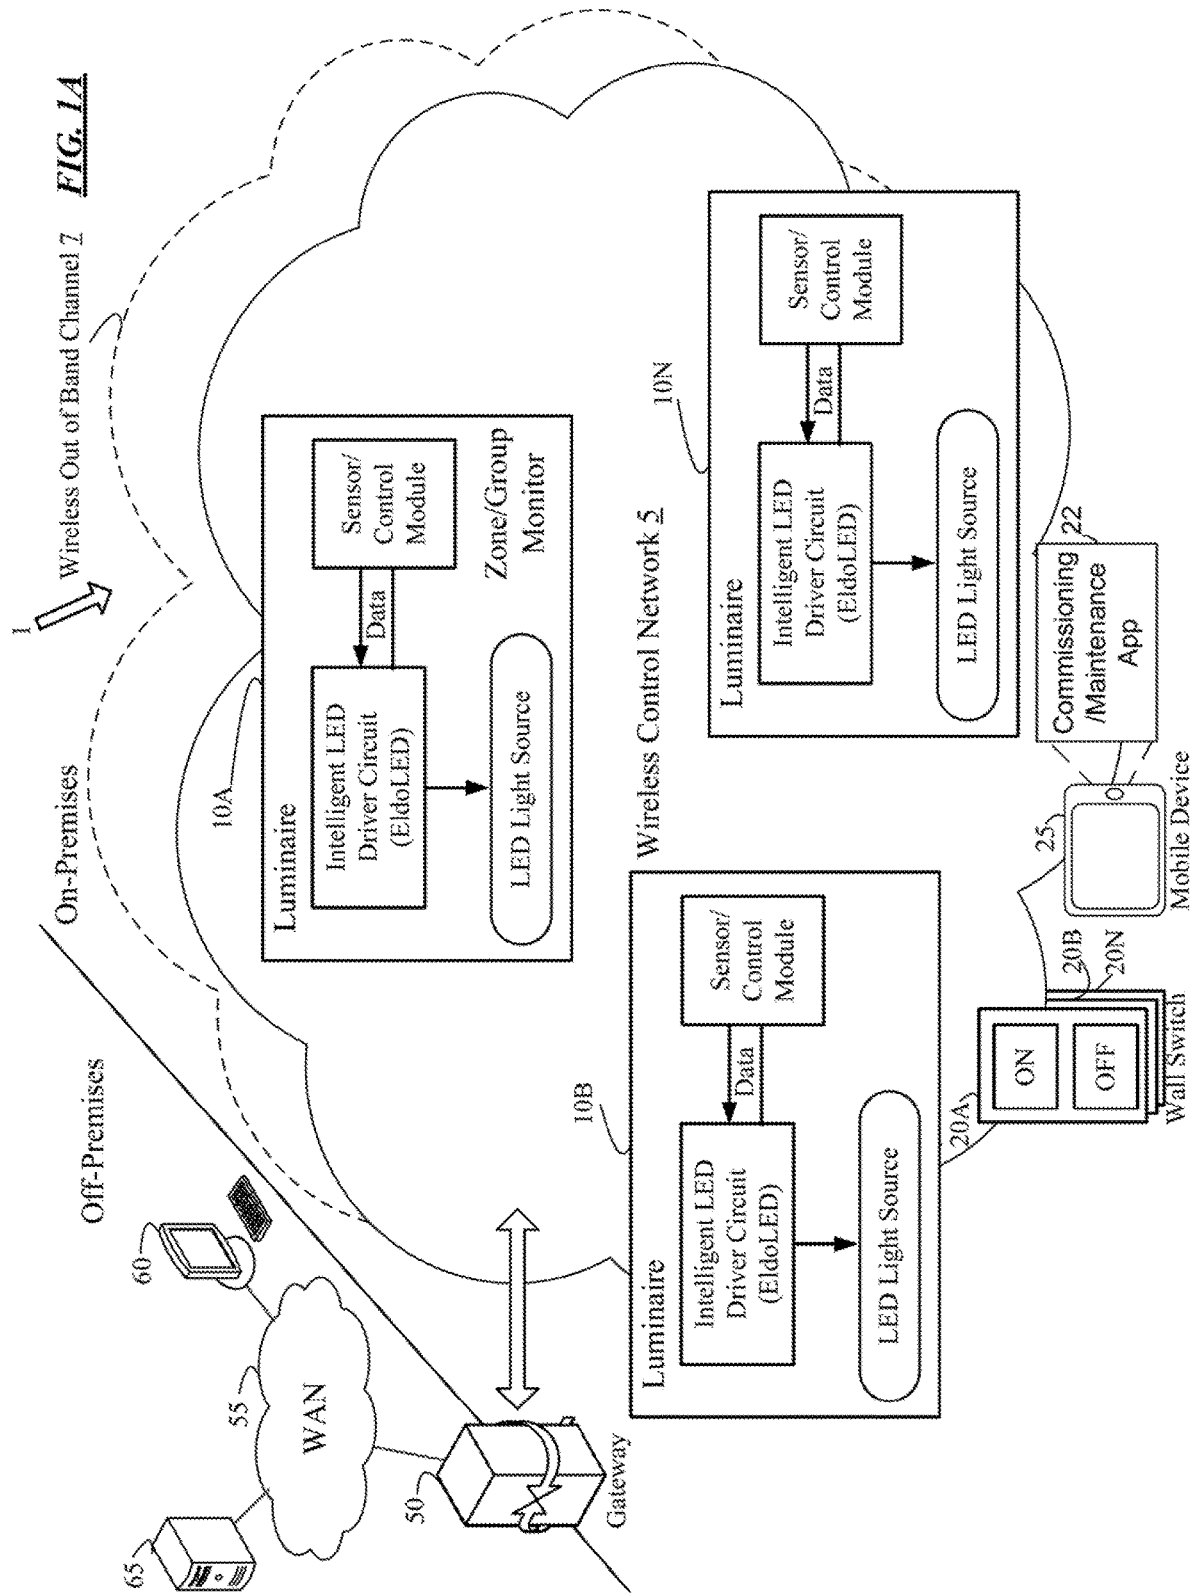 FIG. 1A
1
Wireless Out of Band Channel 7
Off-Premises
On-Premises
65
60
55
WAN
50
Gateway
10A
Luminaire
Intelligent LED
Driver Circuit
(EldoLED)
Data
Sensor/
Control
Module
LED Light Source
Zone/Group
Monitor
Wireless Control Network 5
10B
Luminaire
Intelligent LED
Driver Circuit
(EldoLED)
Data
Sensor/
Control
Module
LED Light Source
10N
Luminaire
Intelligent LED
Driver Circuit
(EldoLED)
Data
Sensor/
Control
Module
LED Light Source
20A
ON
OFF
20B
20N
Wall Switch
25
Mobile Device
Commissioning
/Maintenance
App
22